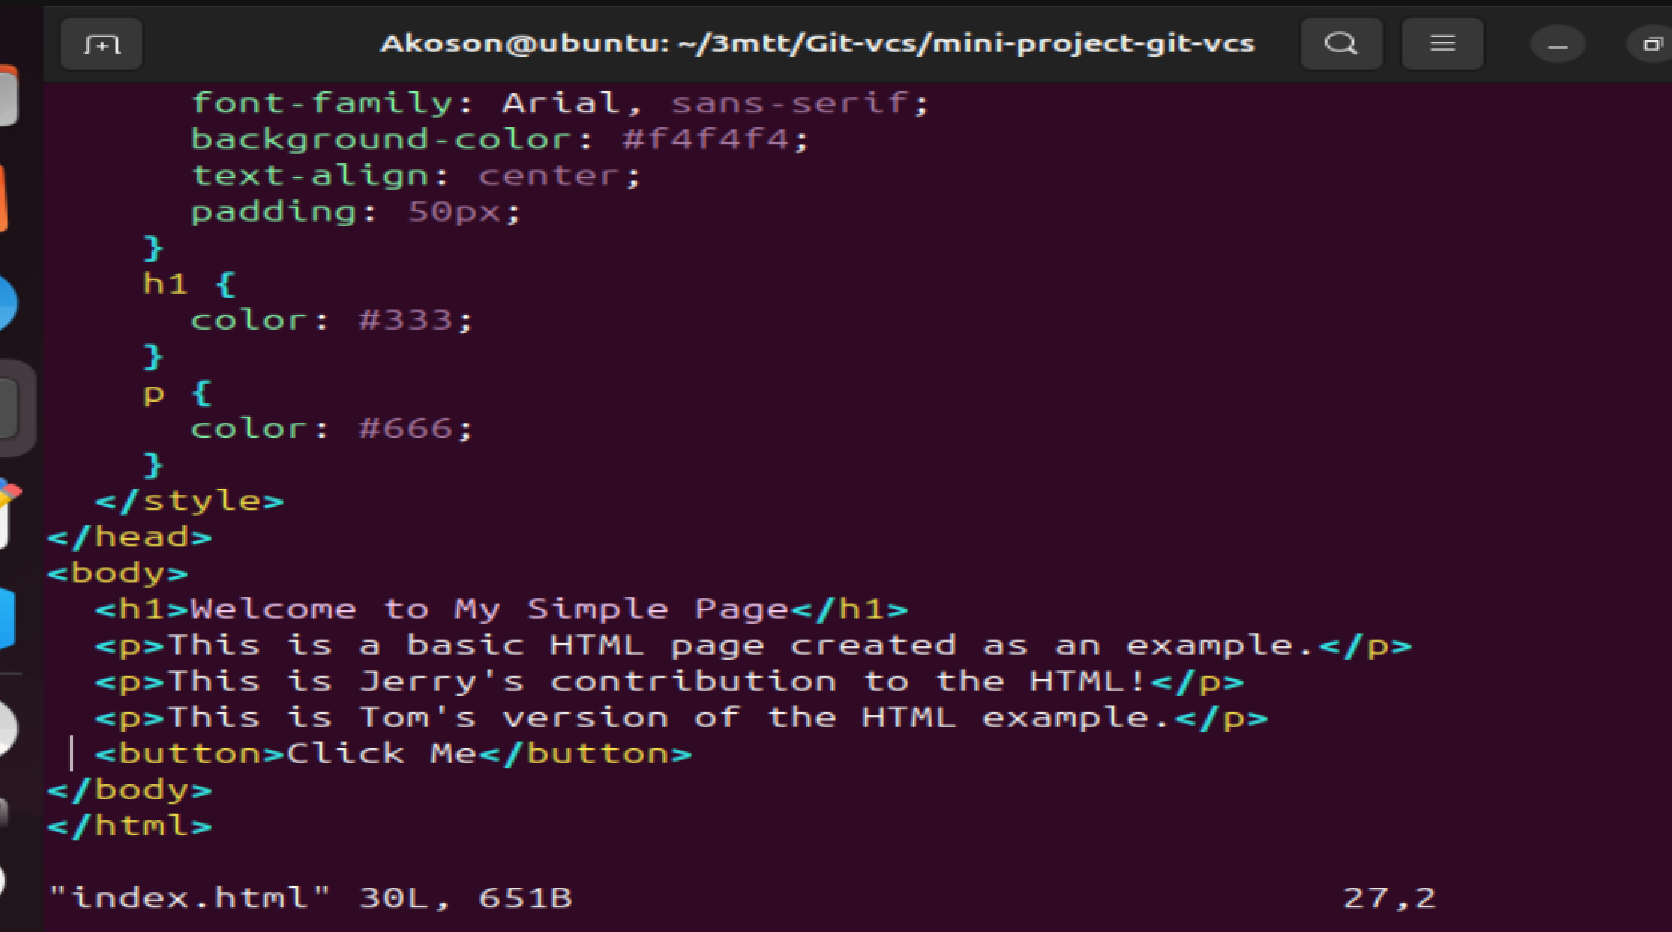 Akoson@ubuntu: ~/3mtt/Git-vcs/mini-project-git-vcs
font-family: Arial, sans-serif;
background-color: #f4f4f4;
text-align: center;
padding: 50px;
}
h1 {
color: #333;
}
p {
color: #666;
}
</style>
</head>
<body>
<h1>Welcome to My Simple Page</h1>
<p>This is a basic HTML page created as an example.</p>
<p>This is Jerry's contribution to the HTML!</p>
<p>This is Tom's version of the HTML example.</p>
<button>Click Me</button>
</body>
</html>
"index.html" 30L, 651B 27,2